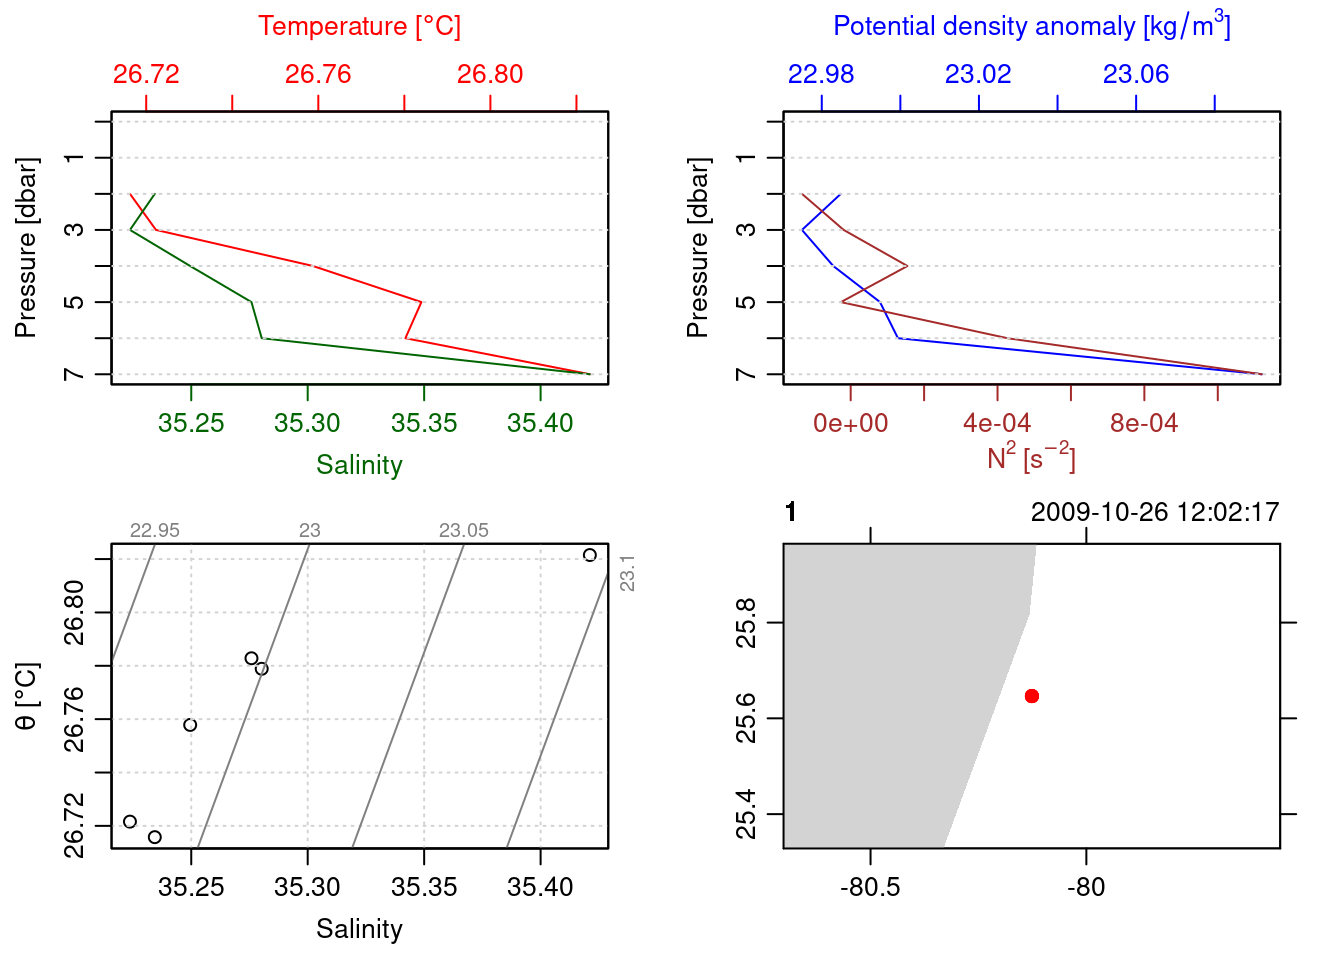 Temperature [°C]
26.72 26.76 26.80
Pressure [dbar]
1
3
5
7
35.25 35.30 35.35 35.40
Salinity
Potential density anomaly [kg/m³]
22.98 23.02 23.06
Pressure [dbar]
1
3
5
7
0e+00 4e-04 8e-04
N² [s⁻²]
22.95 23 23.05
23.1
θ [°C]
26.80
26.76
26.72
35.25 35.30 35.35 35.40
Salinity
1 2009-10-26 12:02:17
25.8
25.6
25.4
-80.5 -80